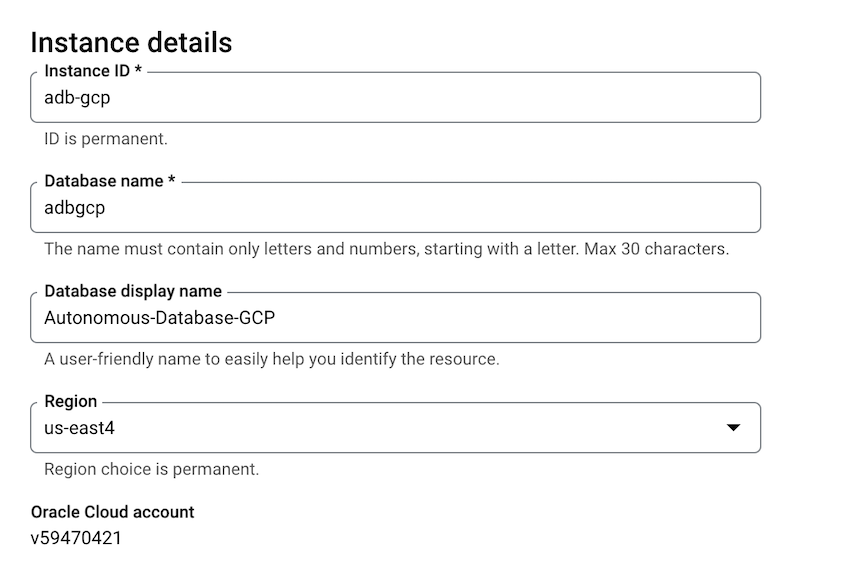 Instance details
Instance ID *
adb-gcp
ID is permanent.
Database name *
adbgcp
The name must contain only letters and numbers, starting with a letter. Max 30 characters.
Database display name
Autonomous-Database-GCP
A user-friendly name to easily help you identify the resource.
Region
us-east4
Region choice is permanent.
Oracle Cloud account
v59470421